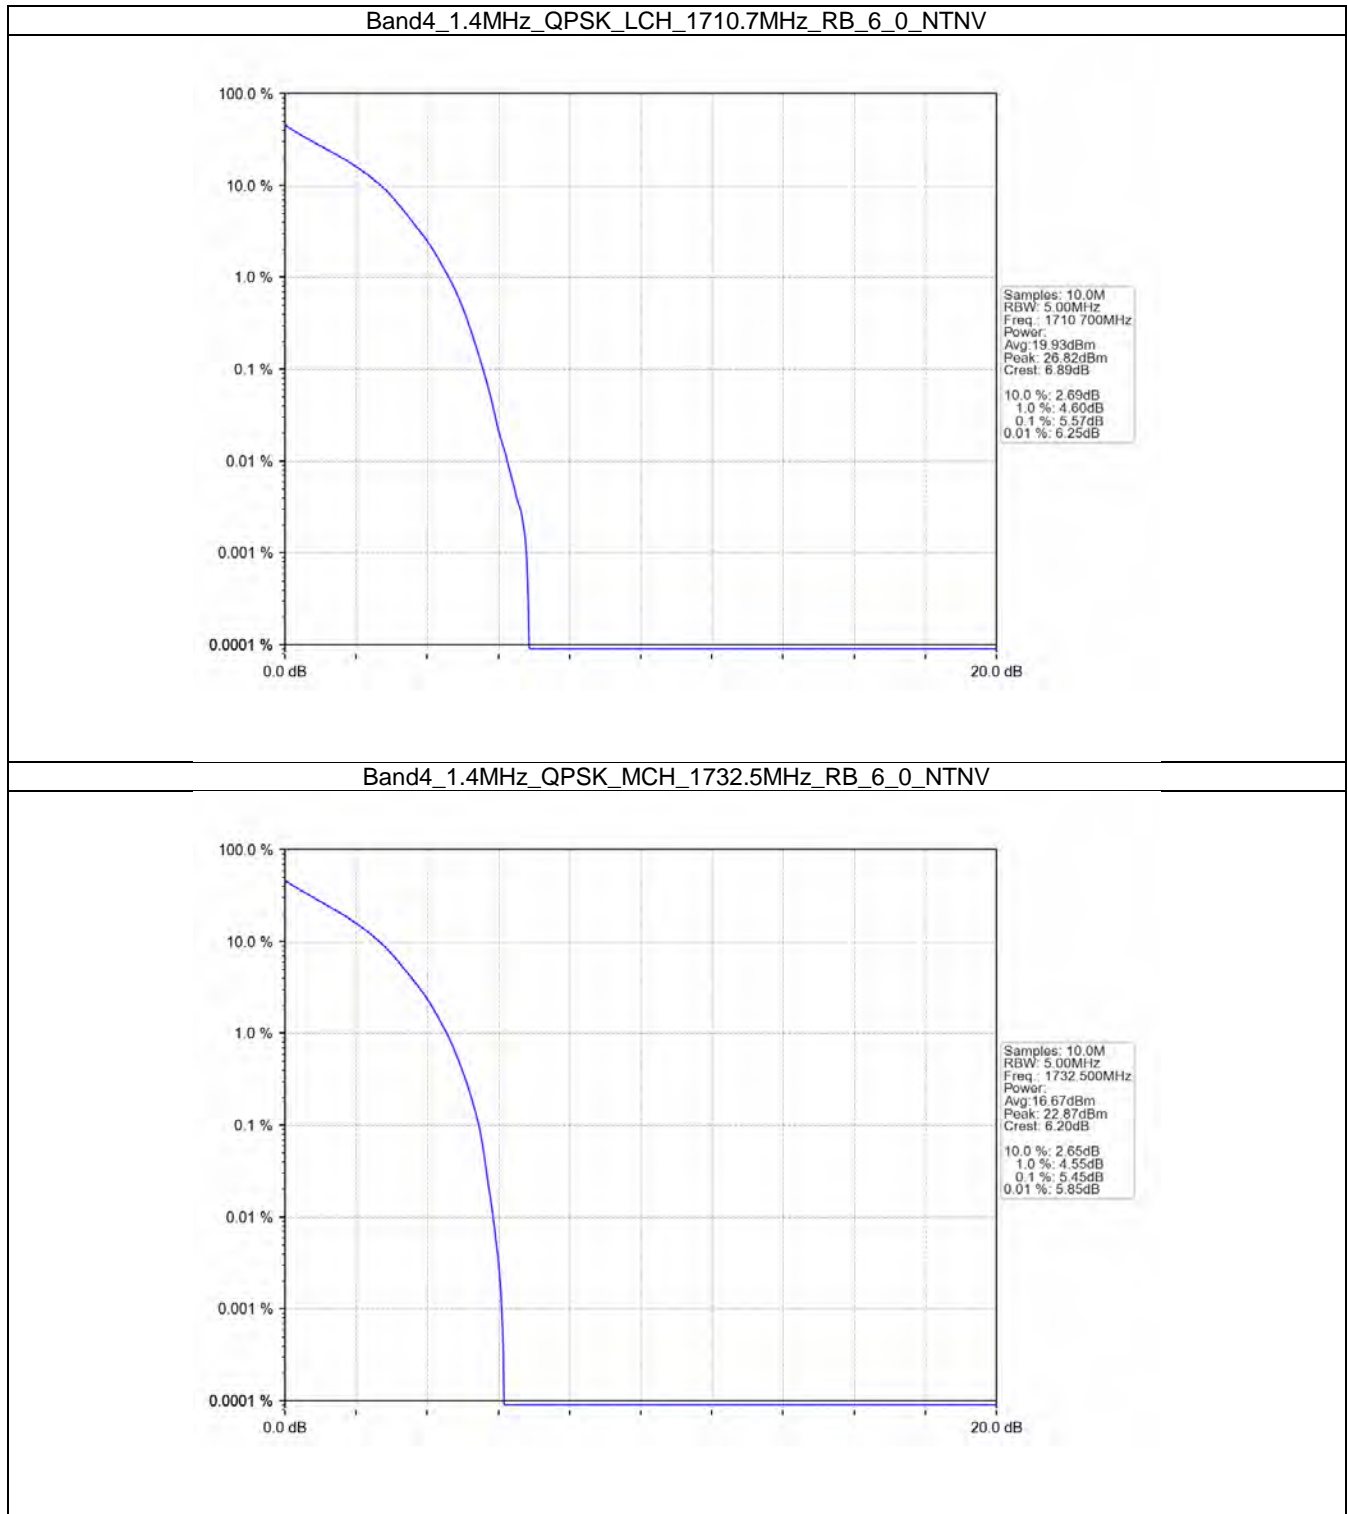 Band4_1.4MHz_QPSK_LCH_1710.7MHz_RB_6_0_NTNV
100.0 %
10.0 %
1.0 %
0.1 %
0.01 %
0.001 %
0.0001 %
0.0 dB
20.0 dB
Samples: 10.0M
RBW: 5.00MHz
Freq.: 1710.700MHz
Power:
Avg:19.93dBm
Peak: 26.82dBm
Crest: 6.89dB
10.0 %: 2.69dB
1.0 %: 4.60dB
0.1 %: 5.57dB
0.01 %: 6.25dB
Band4_1.4MHz_QPSK_MCH_1732.5MHz_RB_6_0_NTNV
100.0 %
10.0 %
1.0 %
0.1 %
0.01 %
0.001 %
0.0001 %
0.0 dB
20.0 dB
Samples: 10.0M
RBW: 5.00MHz
Freq.: 1732.500MHz
Power:
Avg:16.67dBm
Peak: 22.87dBm
Crest: 6.20dB
10.0 %: 2.65dB
1.0 %: 4.55dB
0.1 %: 5.45dB
0.01 %: 5.85dB